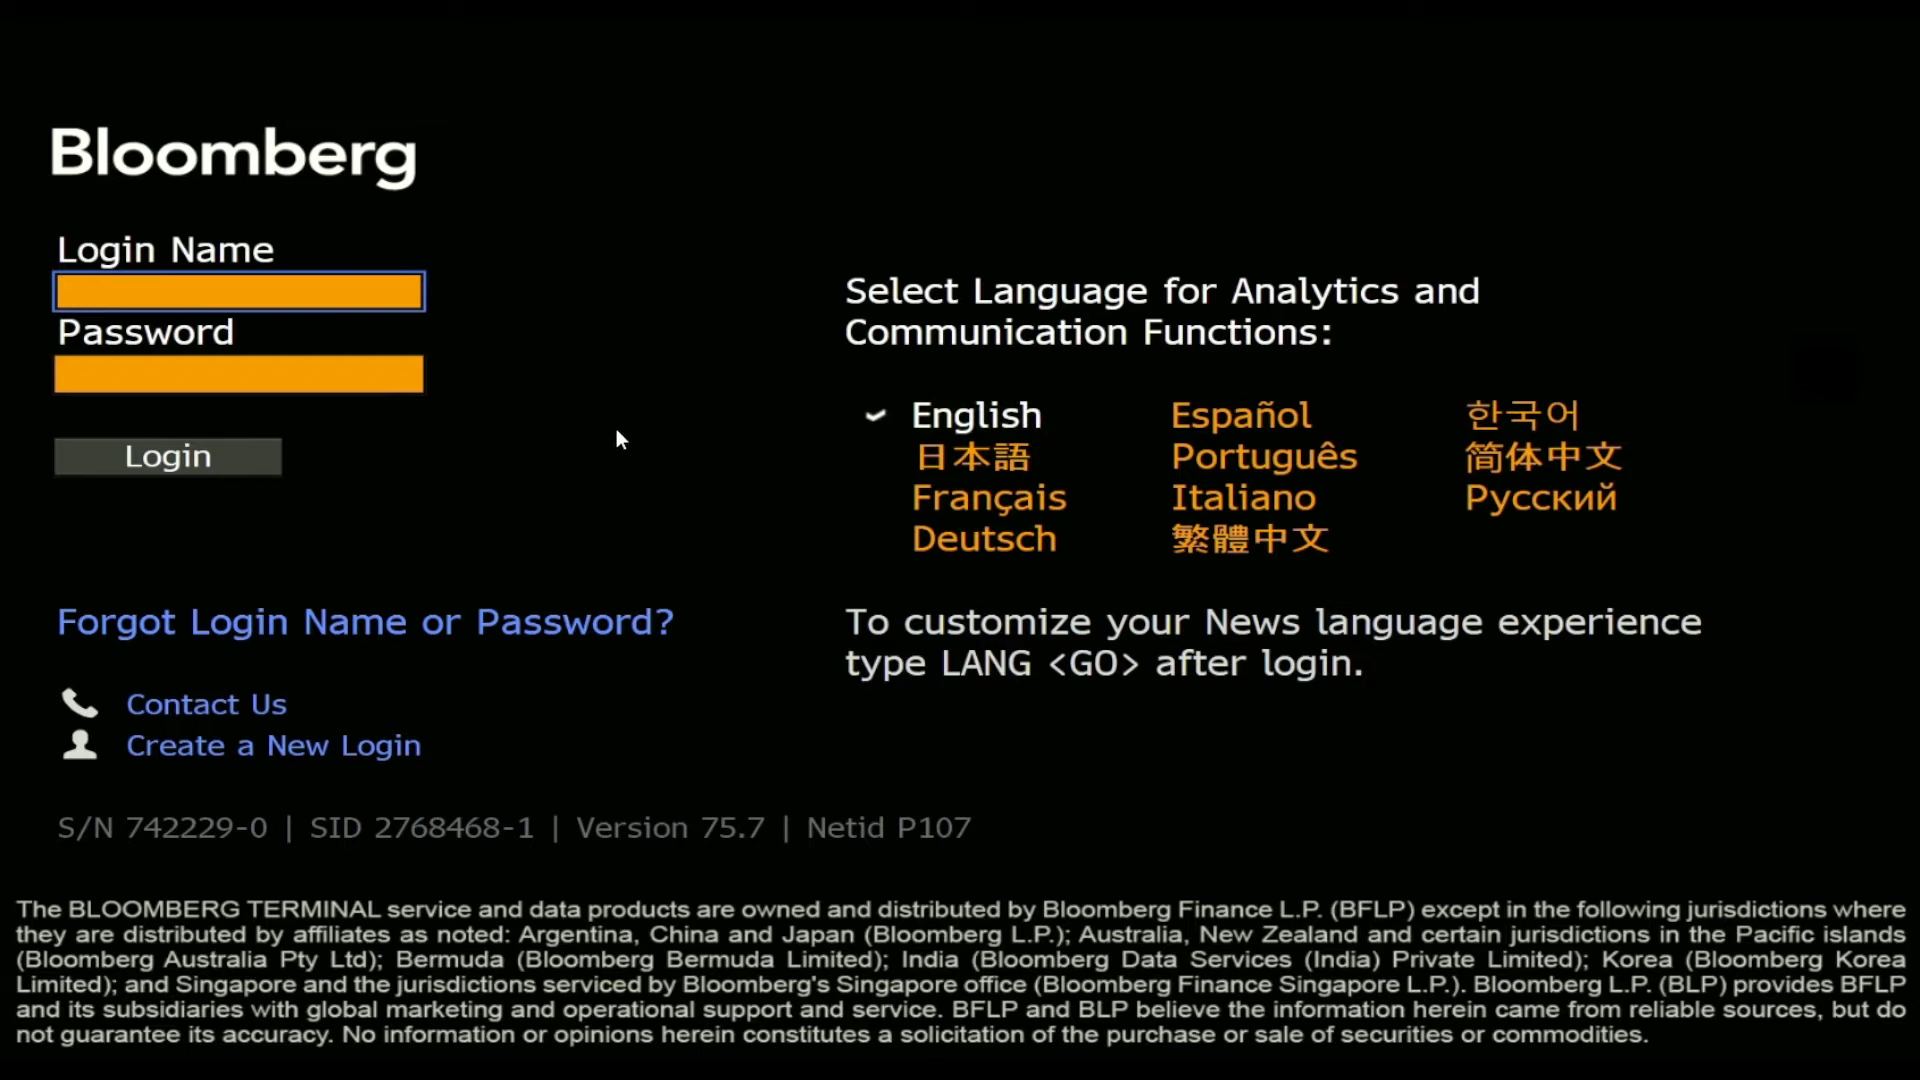 Bloomberg
Login Name
Password
Login
Forgot Login Name or Password?
Contact Us
Create a New Login
Select Language for Analytics and
Communication Functions:
English Español 한국어
日本語 Português 简体中文
Français Italiano Русский
Deutsch 繁體中文
To customize your News language experience
type LANG <GO> after login.
S/N 742229-0 | SID 2768468-1 | Version 75.7 | Netid P107
The BLOOMBERG TERMINAL service and data products are owned and distributed by Bloomberg Finance L.P. (BFLP) except in the following jurisdictions where
they are distributed by affiliates as noted: Argentina, China and Japan (Bloomberg L.P.); Australia, New Zealand and certain jurisdictions in the Pacific islands
(Bloomberg Australia Pty Ltd); Bermuda (Bloomberg Bermuda Limited); India (Bloomberg Data Services (India) Private Limited); Korea (Bloomberg Korea
Limited); and Singapore and the jurisdictions serviced by Bloomberg's Singapore office (Bloomberg Finance Singapore L.P.). Bloomberg L.P. (BLP) provides BFLP
and its subsidiaries with global marketing and operational support and service. BFLP and BLP believe the information herein came from reliable sources, but do
not guarantee its accuracy. No information or opinions herein constitutes a solicitation of the purchase or sale of securities or commodities.